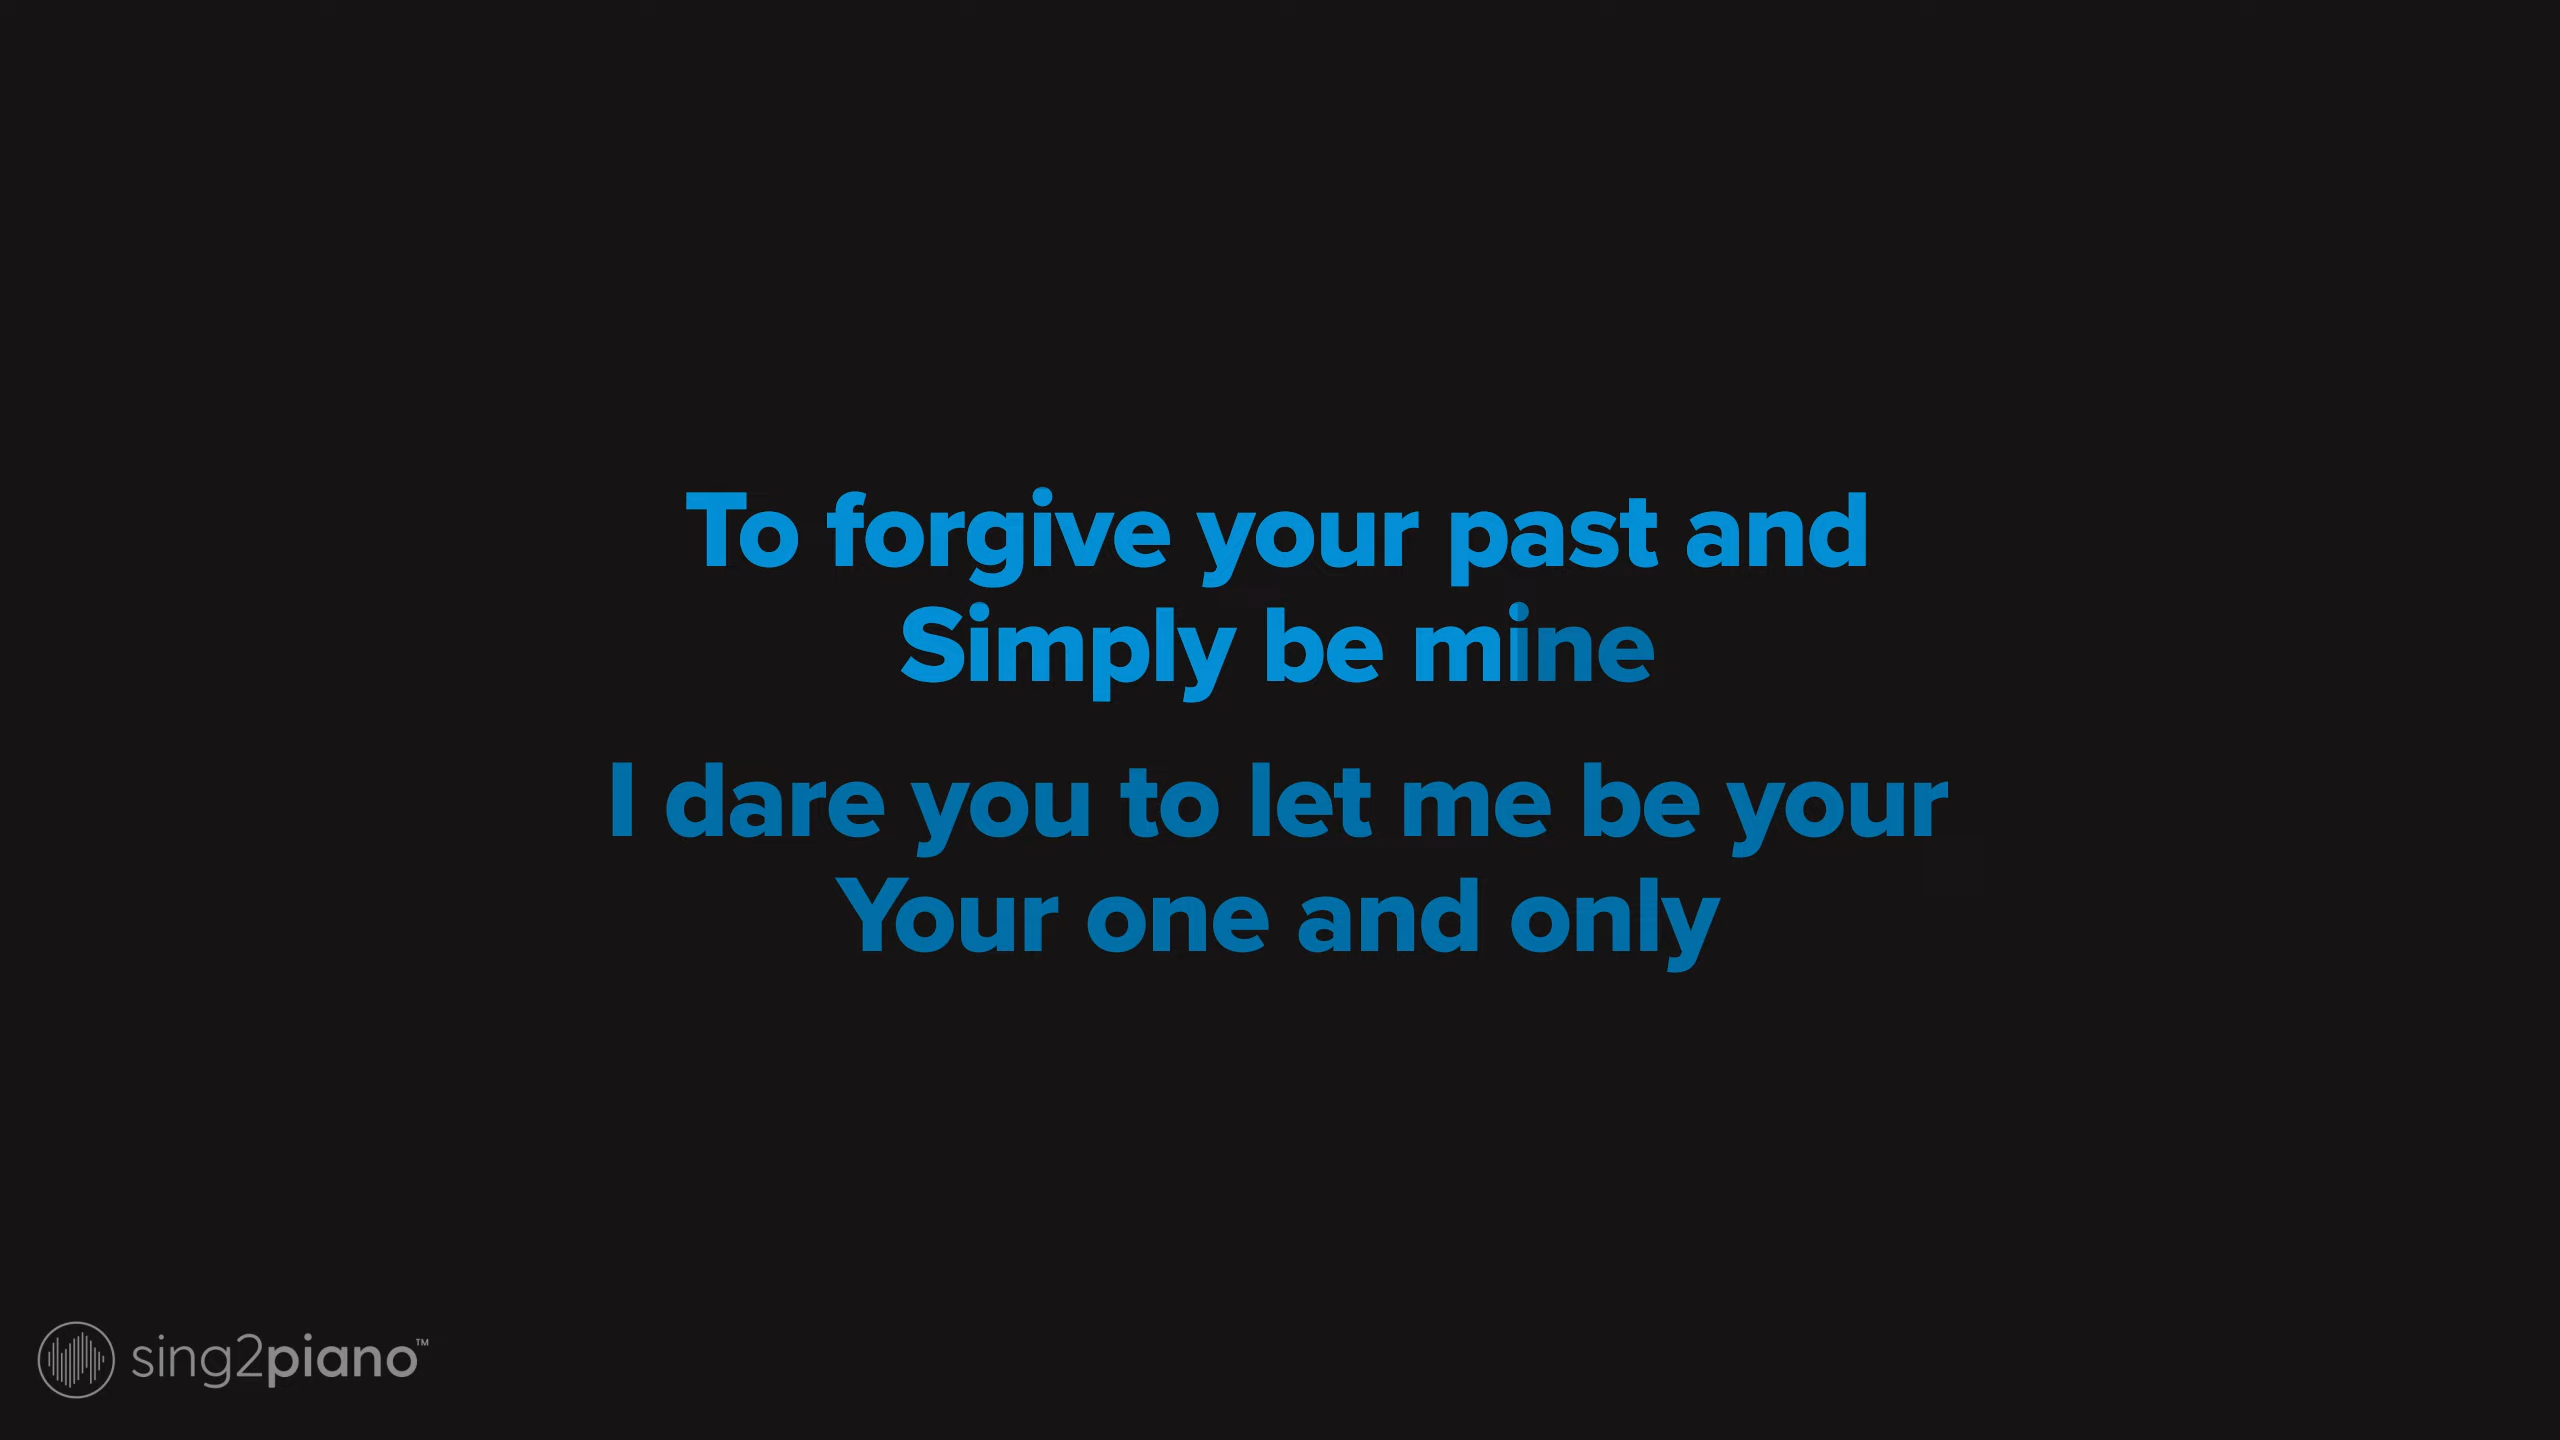 To forgive your past and
Simply be mine
I dare you to let me be your
Your one and only
sing2piano™